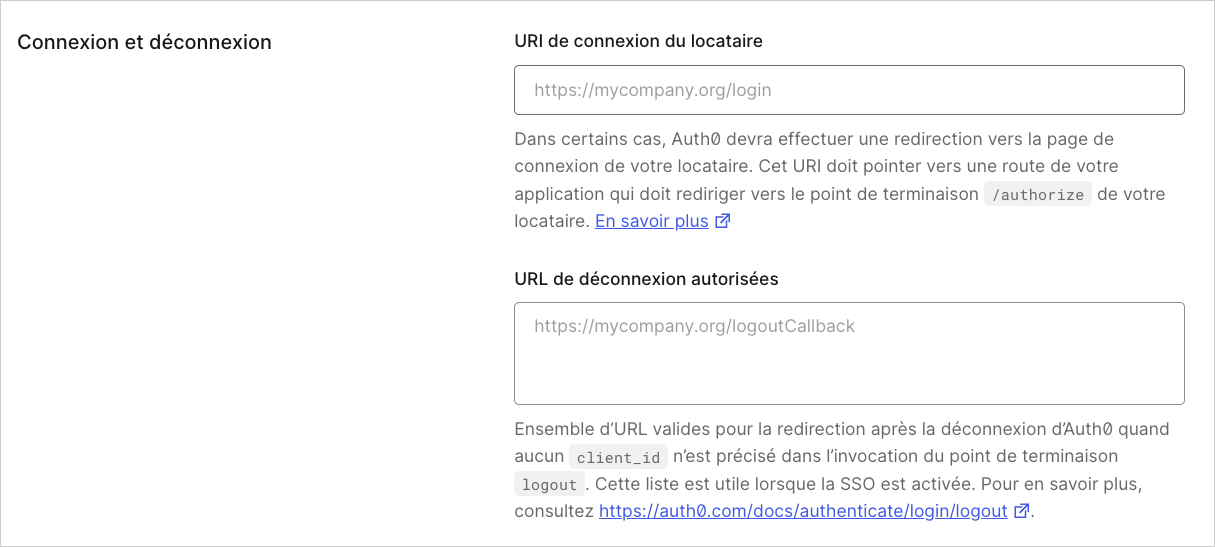 Connexion et déconnexion
URI de connexion du locataire
https://mycompany.org/login
Dans certains cas, Auth0 devra effectuer une redirection vers la page de
connexion de votre locataire. Cet URI doit pointer vers une route de votre
application qui doit rediriger vers le point de terminaison /authorize de votre
locataire. En savoir plus
URL de déconnexion autorisées
https://mycompany.org/logoutCallback
Ensemble d’URL valides pour la redirection après la déconnexion d’Auth0 quand
aucun client_id n’est précisé dans l’invocation du point de terminaison
logout. Cette liste est utile lorsque la SSO est activée. Pour en savoir plus,
consultez https://auth0.com/docs/authenticate/login/logout.